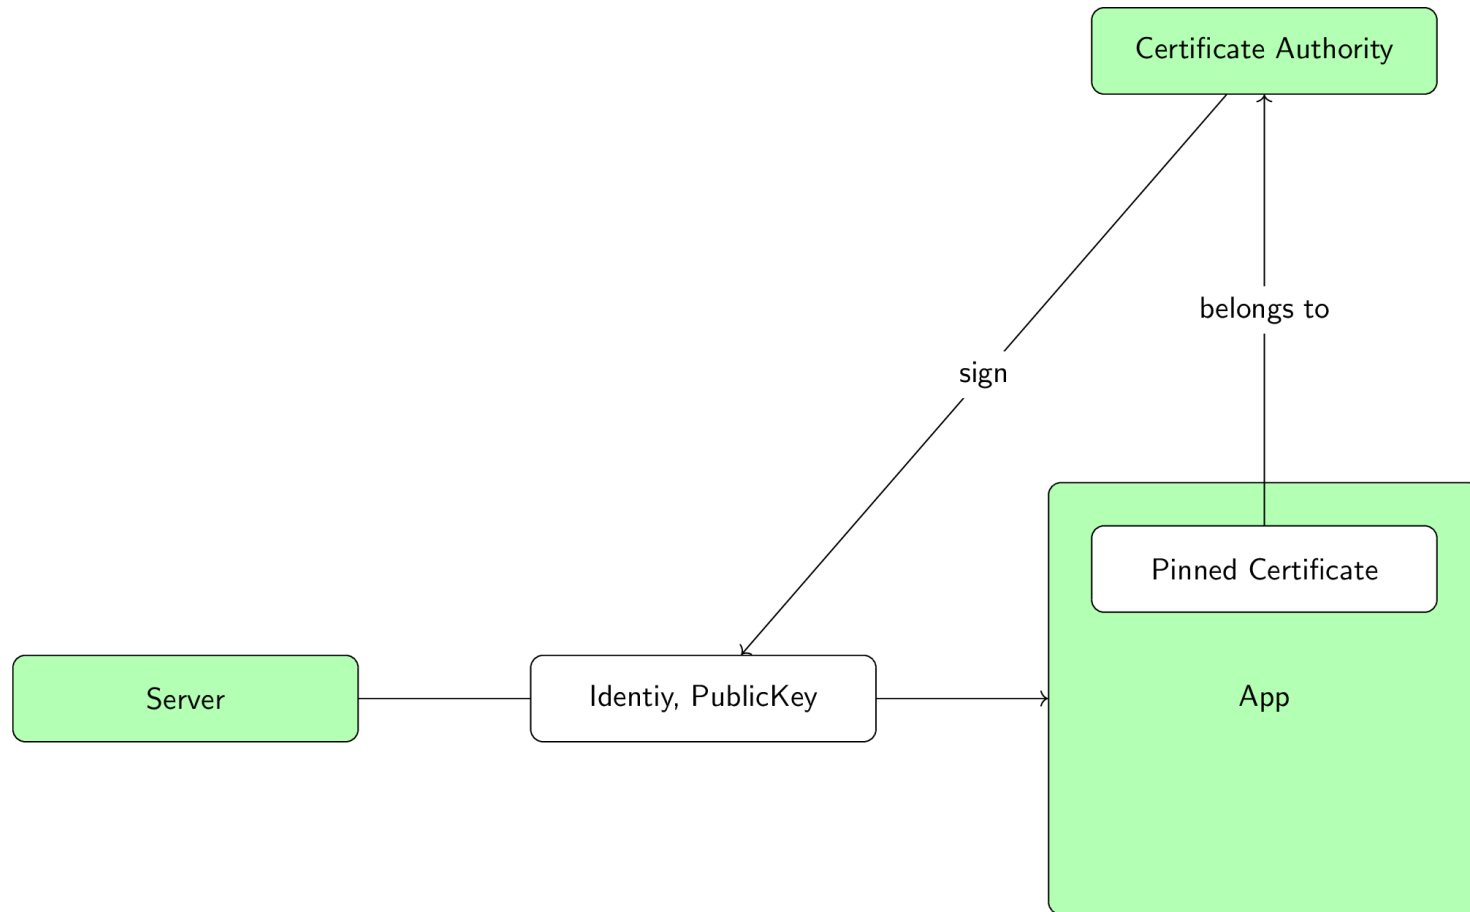 Certificate Authority
belongs to
sign
Pinned Certificate
Server
Identiy, PublicKey
App